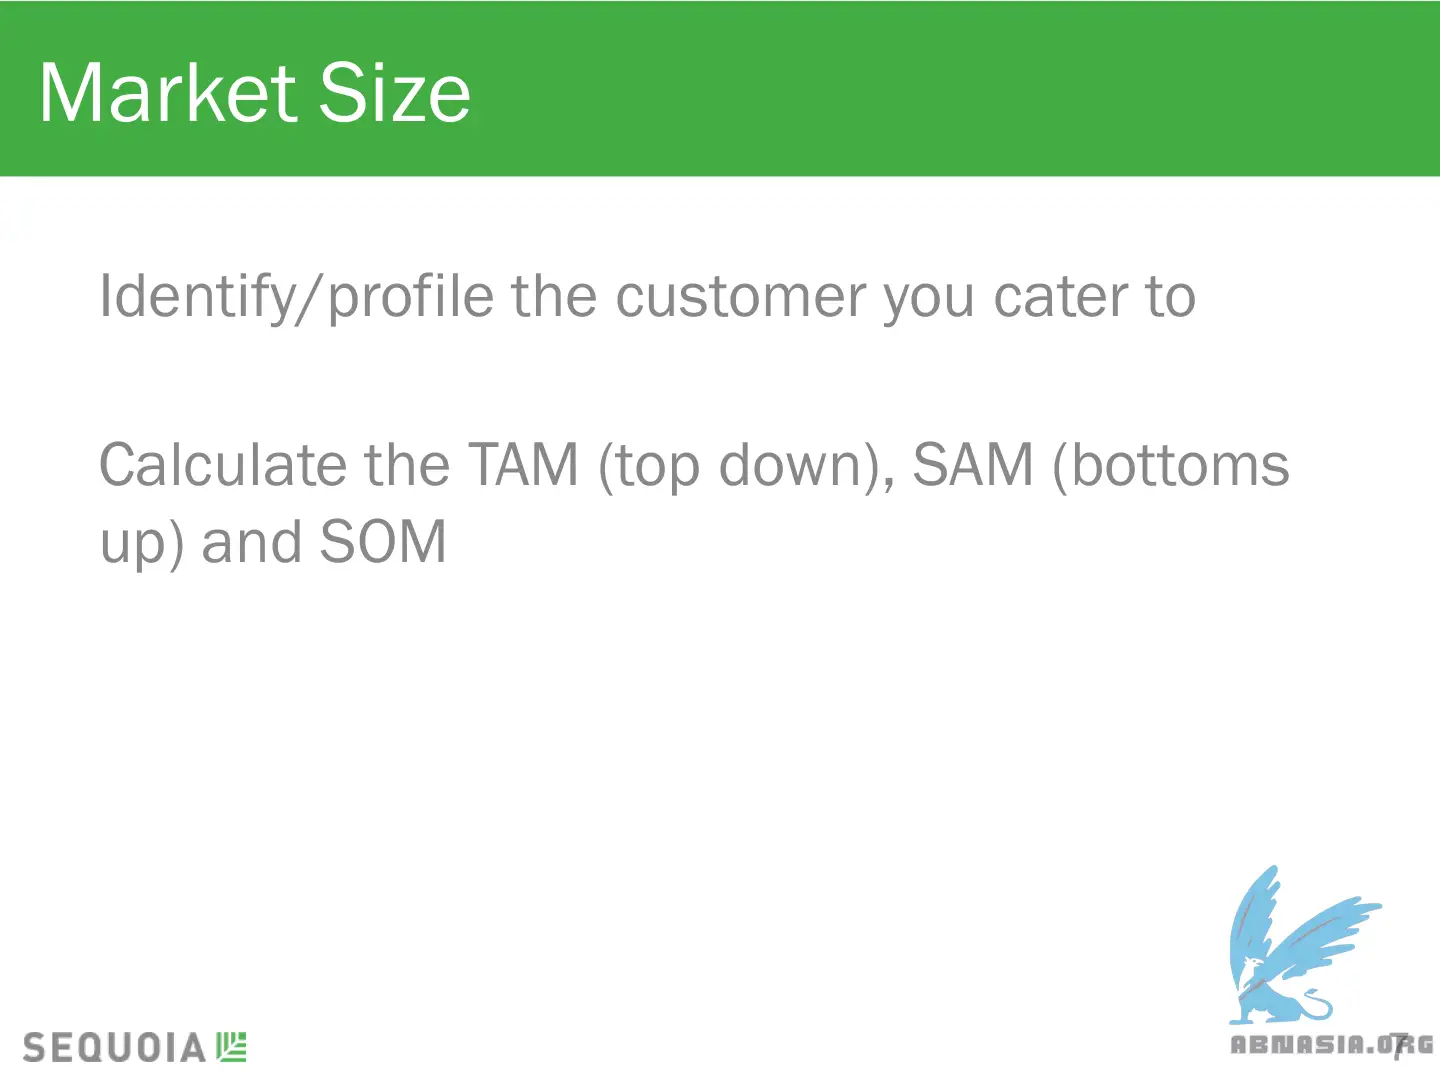 Market Size
Identify/profile the customer you cater to
Calculate the TAM (top down), SAM (bottoms
up) and SOM
SEQUOIA
ABNASIA.ORG
7